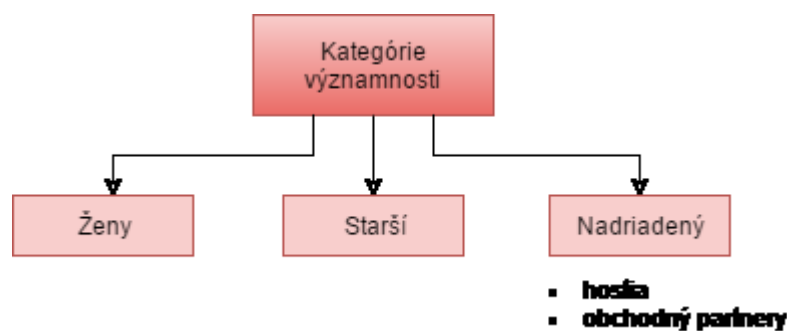 Kategórie
významnosti
Ženy
Starší
Nadriadený
▪ hostia
▪ obchodný partnery